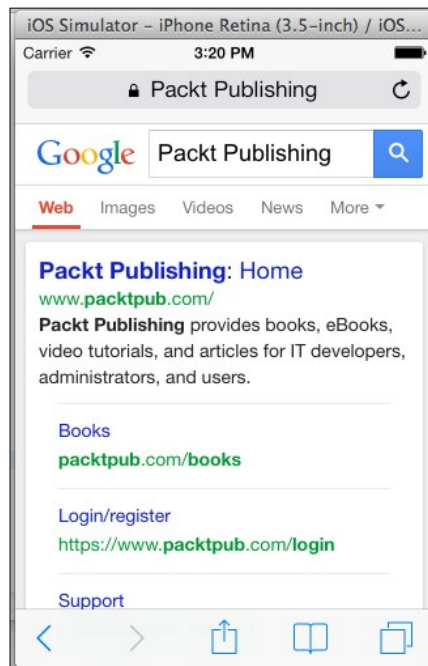 iOS Simulator – iPhone Retina (3.5-inch) / iOS...
Carrier 3:20 PM
Packt Publishing
Google Packt Publishing
Web Images Videos News More
Packt Publishing: Home
www.packtpub.com/
Packt Publishing provides books, eBooks,
video tutorials, and articles for IT developers,
administrators, and users.
Books
packtpub.com/books
Login/register
https://www.packtpub.com/login
Support